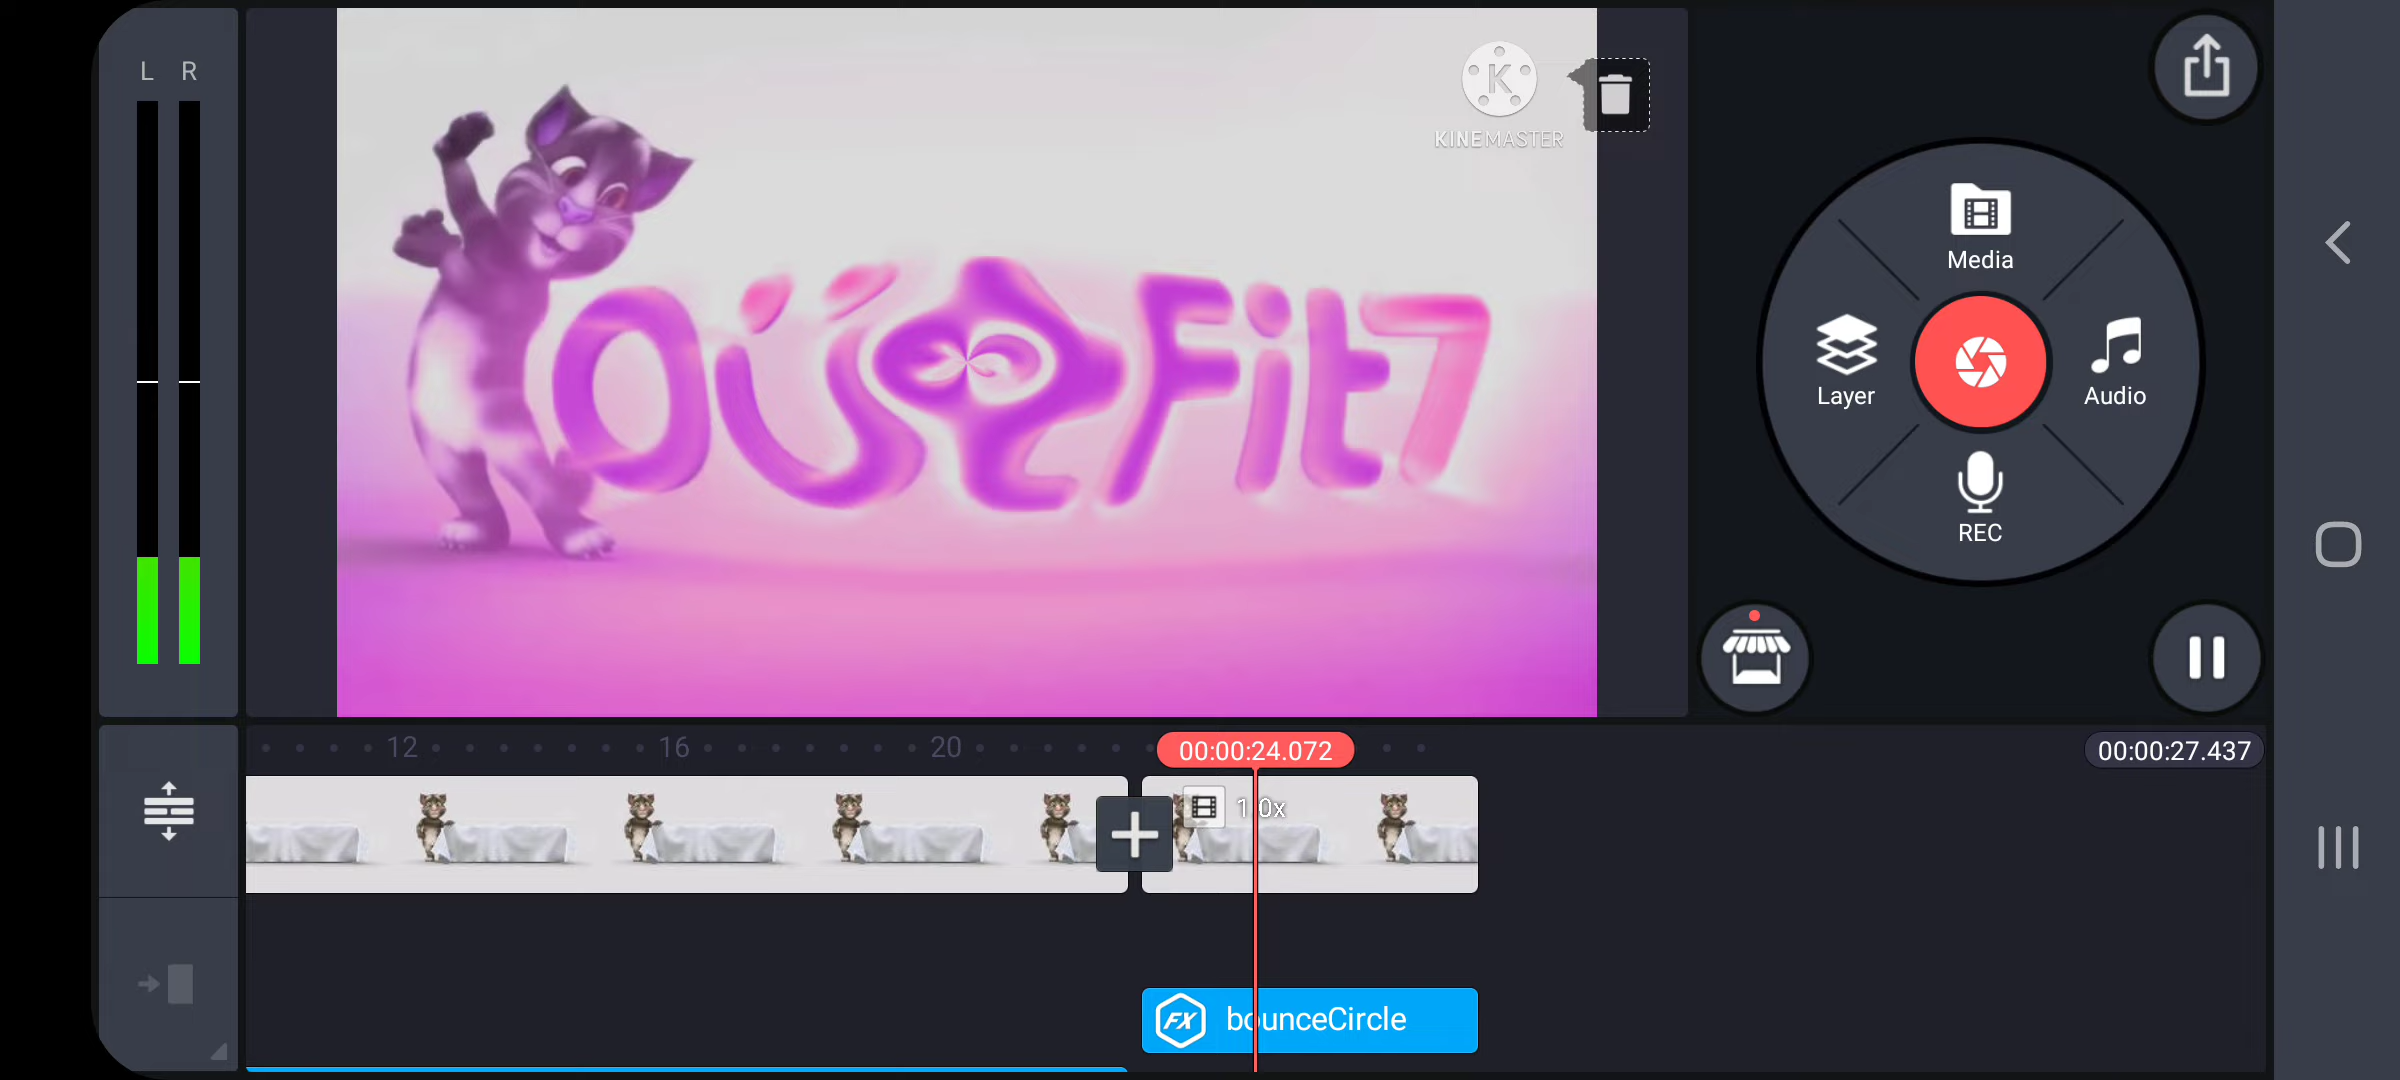 L R
K
KINEMASTER
OutFit7
Media
Layer
Audio
REC
12
16
20
00:00:24.072
00:00:27.437
1.0x
FX
bounceCircle